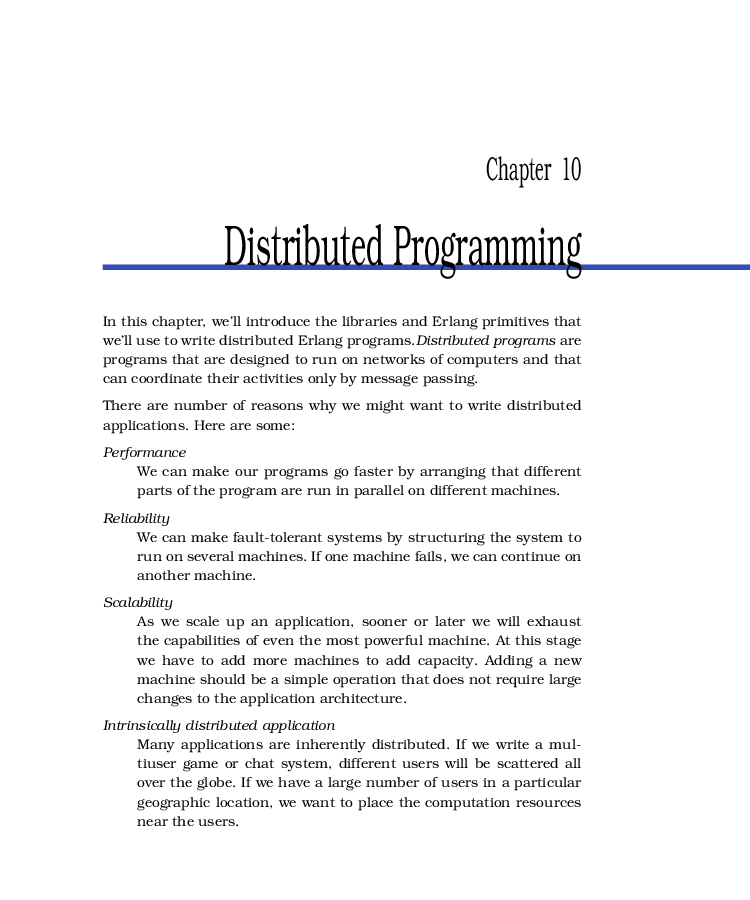 Chapter 10
Distributed Programming
In this chapter, we'll introduce the libraries and Erlang primitives that
we'll use to write distributed Erlang programs.Distributed programs are
programs that are designed to run on networks of computers and that
can coordinate their activities only by message passing.
There are number of reasons why we might want to write distributed
applications. Here are some:
Performance
We can make our programs go faster by arranging that different
parts of the program are run in parallel on different machines.
Reliability
We can make fault-tolerant systems by structuring the system to
run on several machines. If one machine fails, we can continue on
another machine.
Scalability
As we scale up an application, sooner or later we will exhaust
the capabilities of even the most powerful machine. At this stage
we have to add more machines to add capacity. Adding a new
machine should be a simple operation that does not require large
changes to the application architecture.
Intrinsically distributed application
Many applications are inherently distributed. If we write a mul-
tiuser game or chat system, different users will be scattered all
over the globe. If we have a large number of users in a particular
geographic location, we want to place the computation resources
near the users.